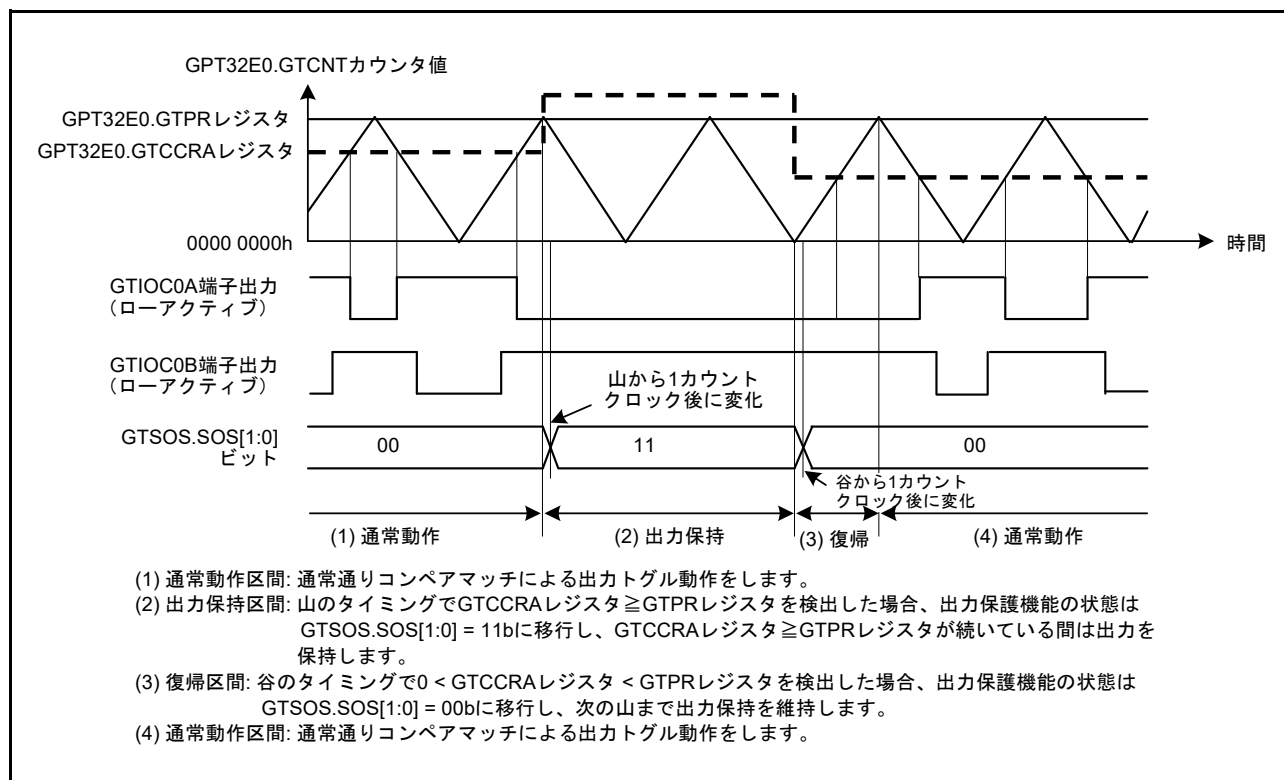 GPT32E0.GTCNTカウンタ値
GPT32E0.GTPRレジスタ
GPT32E0.GTCCRAレジスタ
0000 0000h
時間
GTIOC0A端子出力
(ローアクティブ)
GTIOC0B端子出力
(ローアクティブ)
山から1カウント
クロック後に変化
GTSOS.SOS[1:0]
ビット
00
11
00
谷から1カウント
クロック後に変化
(1) 通常動作
(2) 出力保持
(3) 復帰
(4) 通常動作
(1) 通常動作区間: 通常通りコンペアマッチによる出力トグル動作をします。
(2) 出力保持区間: 山のタイミングでGTCCRAレジスタ≧GTPRレジスタを検出した場合、出力保護機能の状態は
GTSOS.SOS[1:0] = 11bに移行し、GTCCRAレジスタ≧GTPRレジスタが続いている間は出力を
保持します。
(3) 復帰区間: 谷のタイミングで0 < GTCCRAレジスタ < GTPRレジスタを検出した場合、出力保護機能の状態は
GTSOS.SOS[1:0] = 00bに移行し、次の山まで出力保持を維持します。
(4) 通常動作区間: 通常通りコンペアマッチによる出力トグル動作をします。